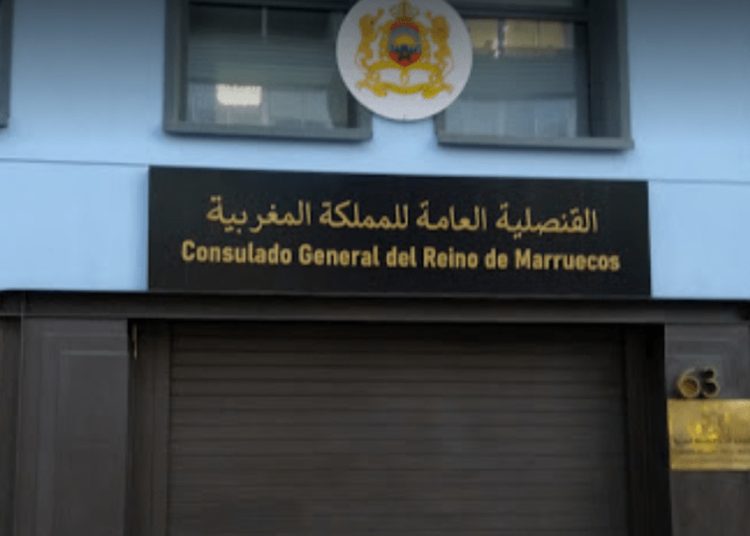 القنصلية العامة للمملكة المغربية
Consulado General del Reino de Marruecos
63